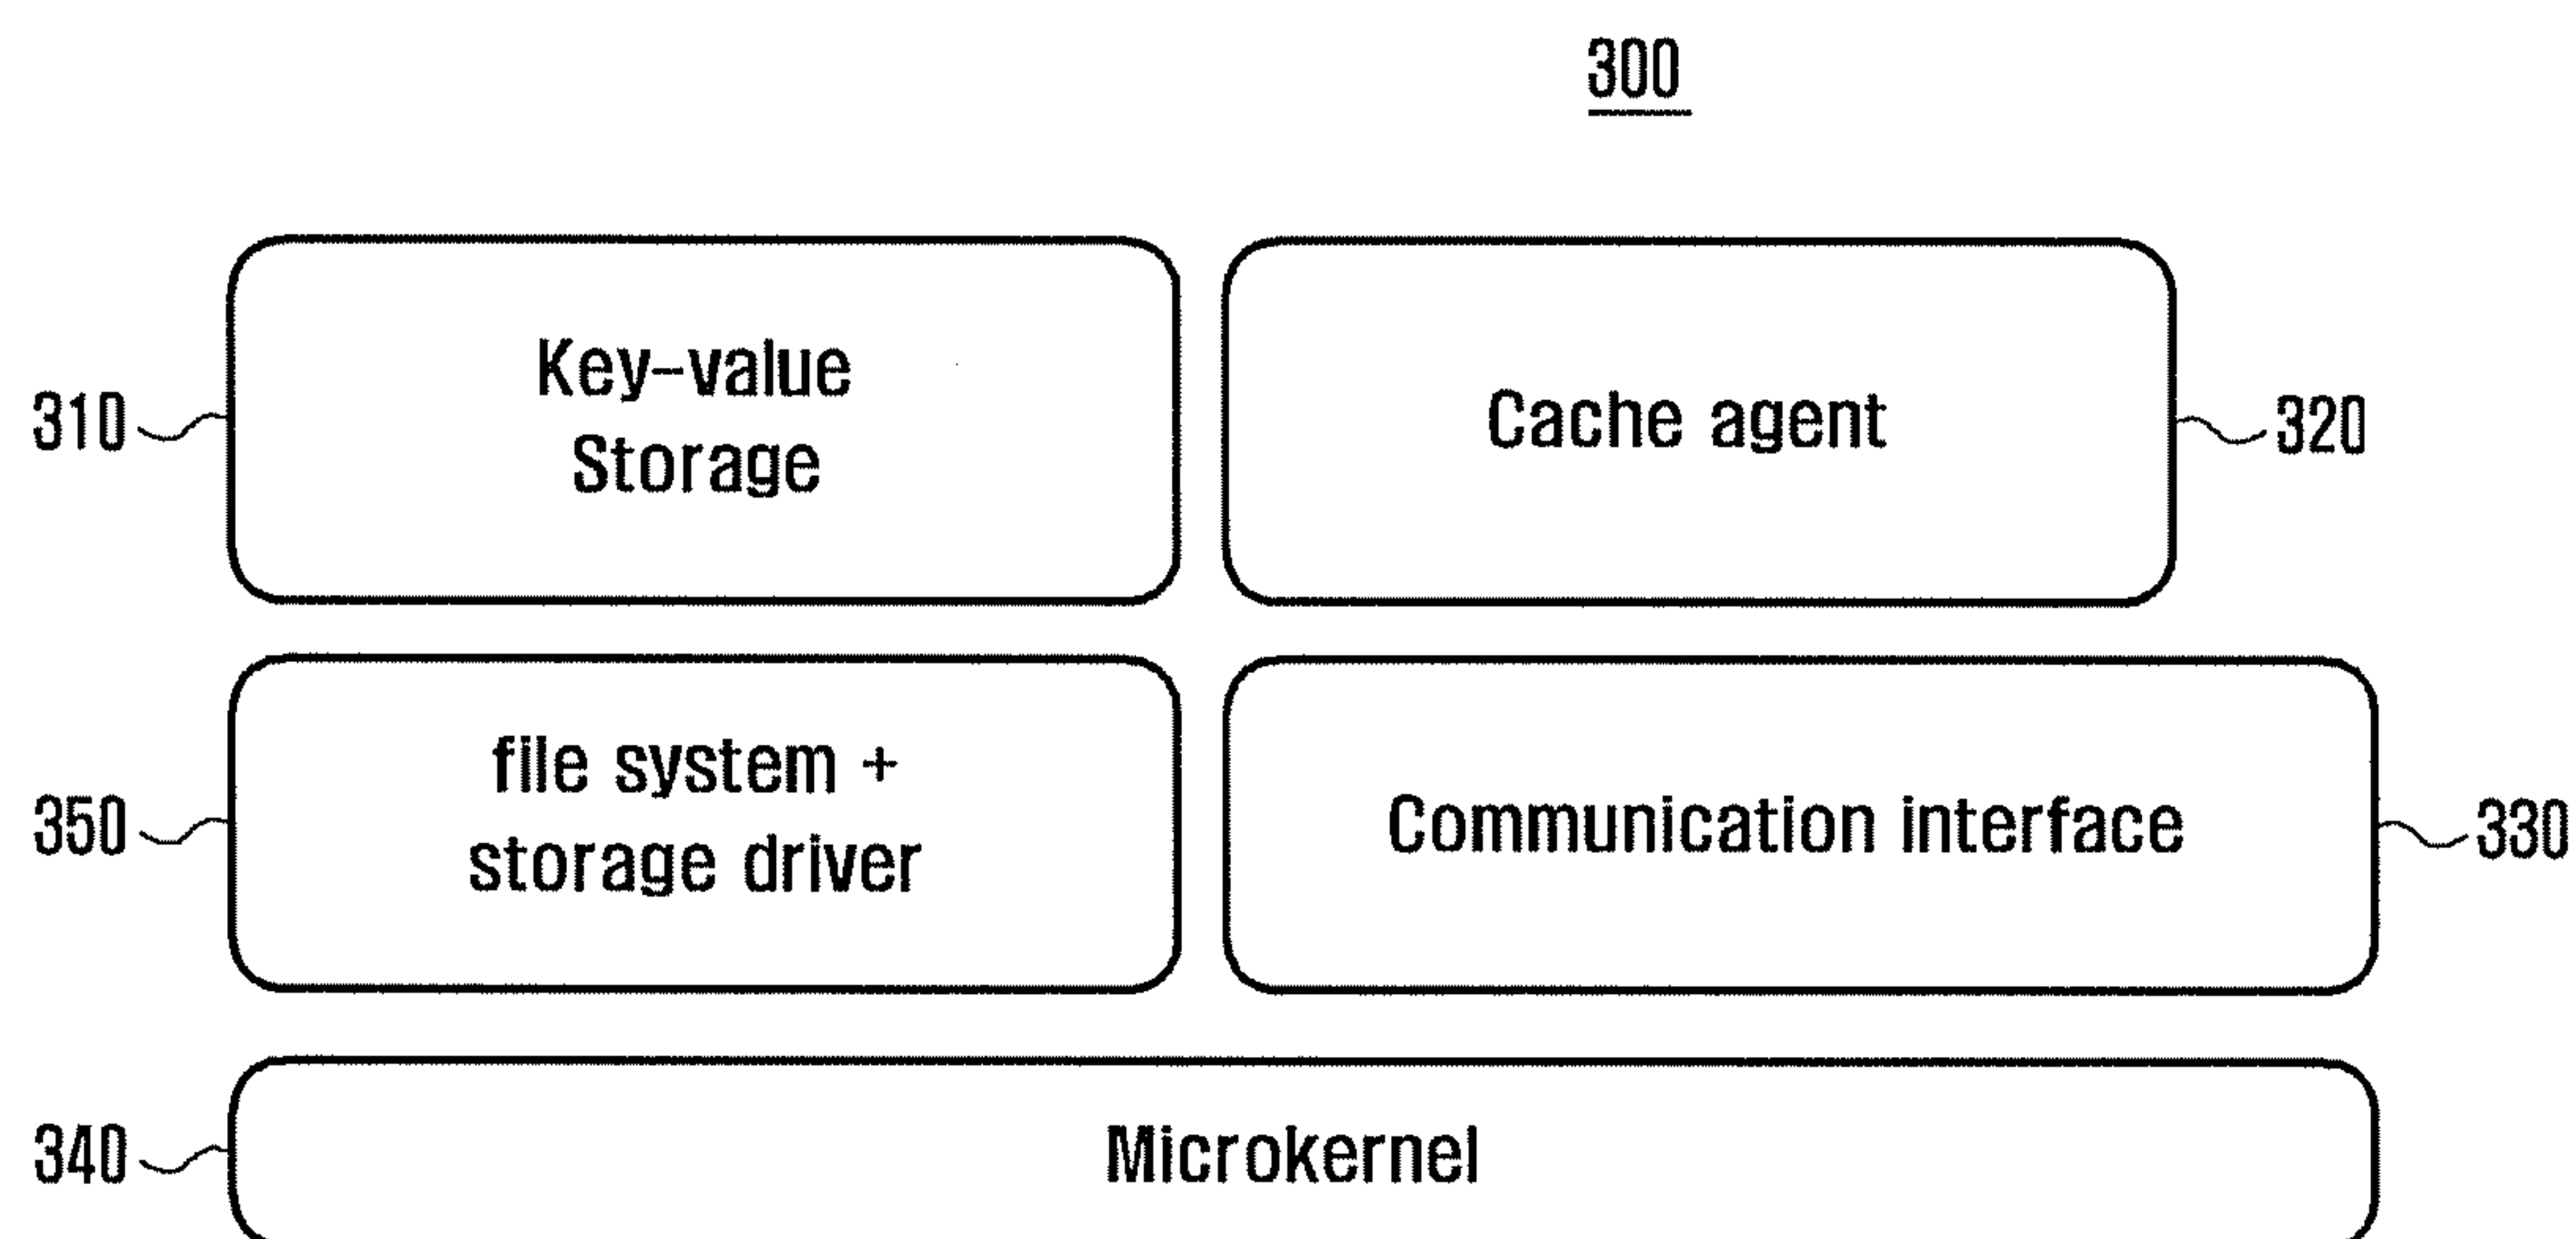 300
Key-value
Storage
310
Cache agent
320
file system +
storage driver
350
Communication interface
330
Microkernel
340